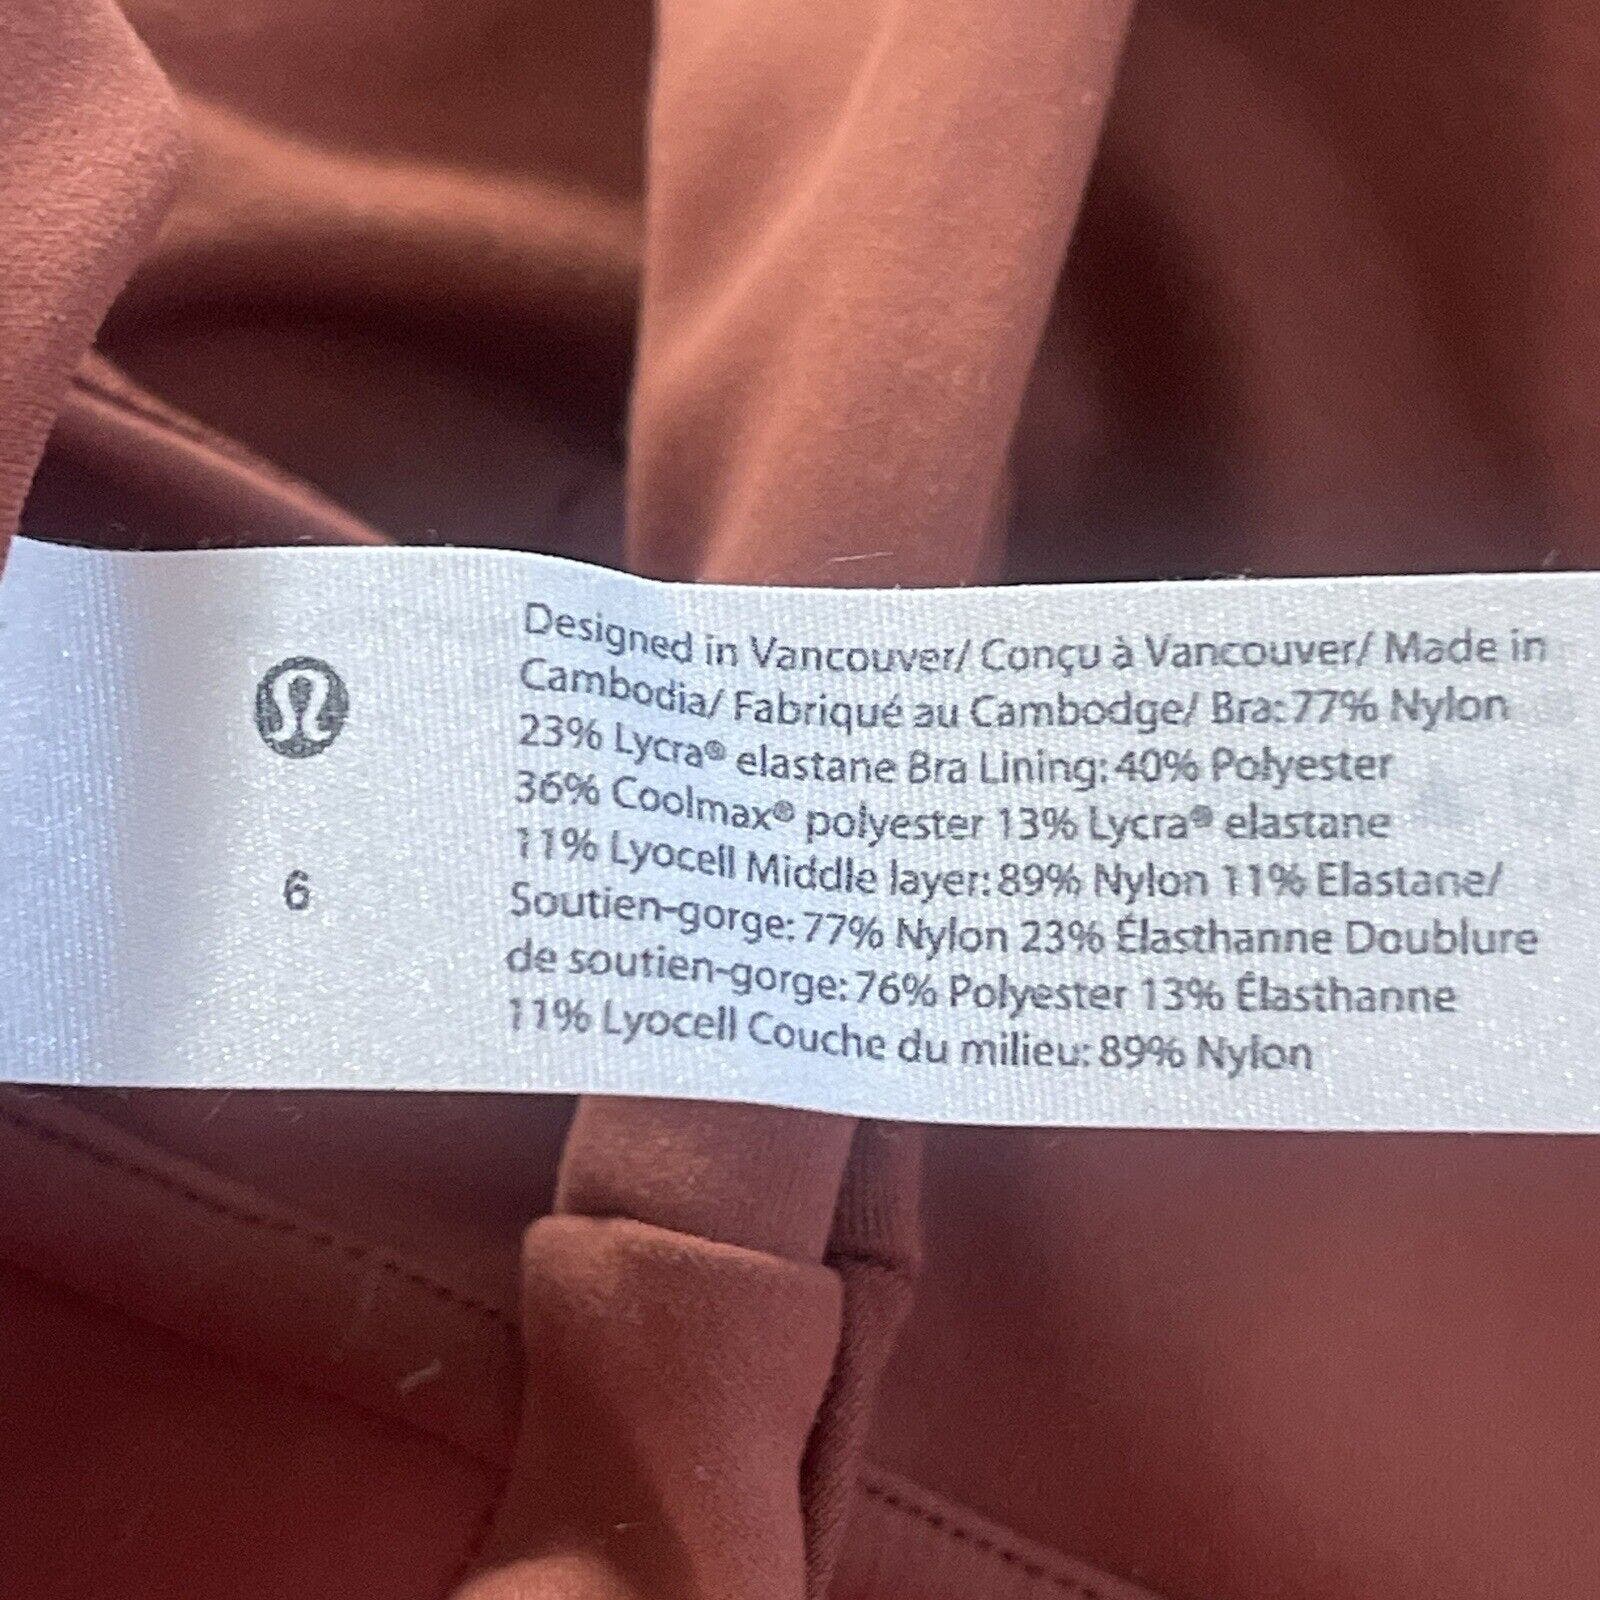 6
Designed in Vancouver/ Conçu à Vancouver/ Made in
Cambodia/ Fabriqué au Cambodge/ Bra: 77% Nylon
23% Lycra® elastane Bra Lining: 40% Polyester
36% Coolmax® polyester 13% Lycra® elastane
11% Lyocell Middle layer: 89% Nylon 11% Elastane/
Soutien-gorge: 77% Nylon 23% Élasthanne Doublure
de soutien-gorge: 76% Polyester 13% Élasthanne
11% Lyocell Couche du milieu: 89% Nylon